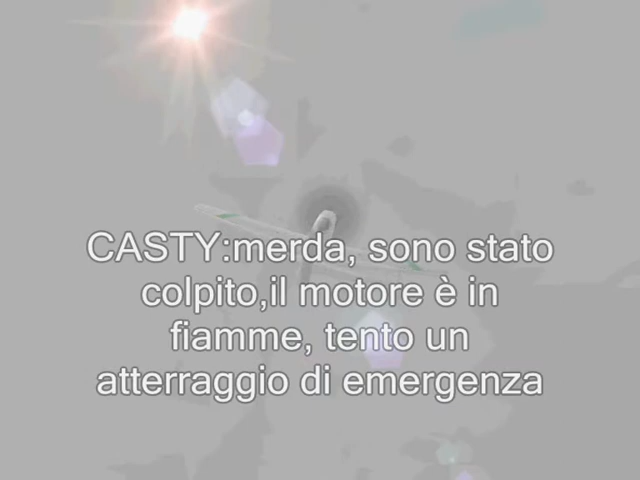 CASTY:merda, sono stato
colpito,il motore è in
fiamme, tento un
atterraggio di emergenza